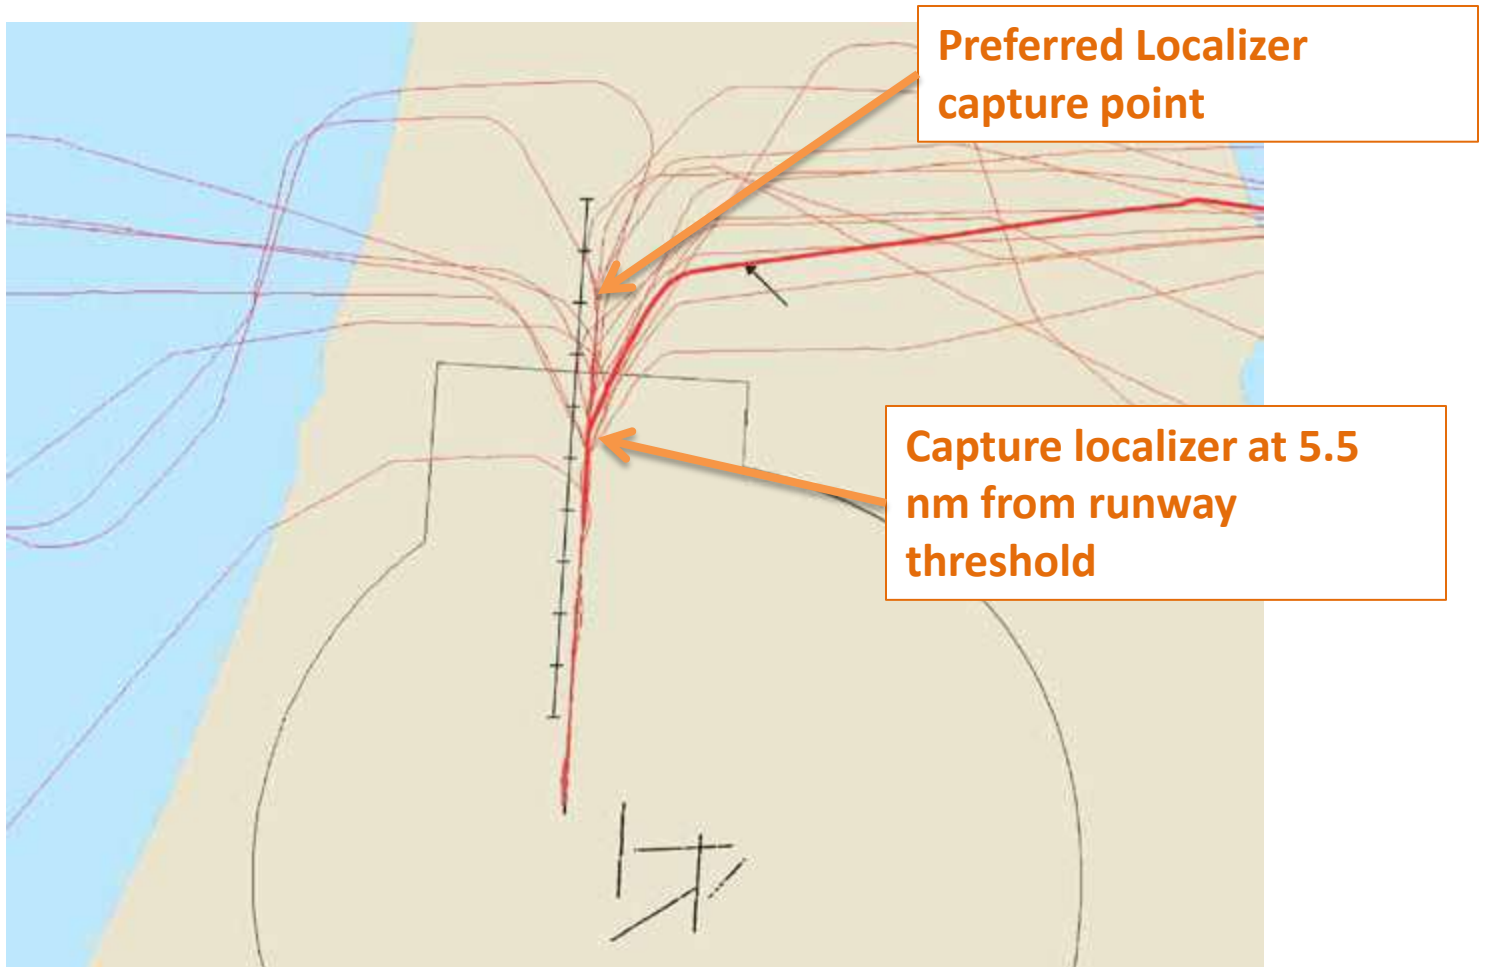 Preferred Localizer
capture point
Capture localizer at 5.5
nm from runway
threshold